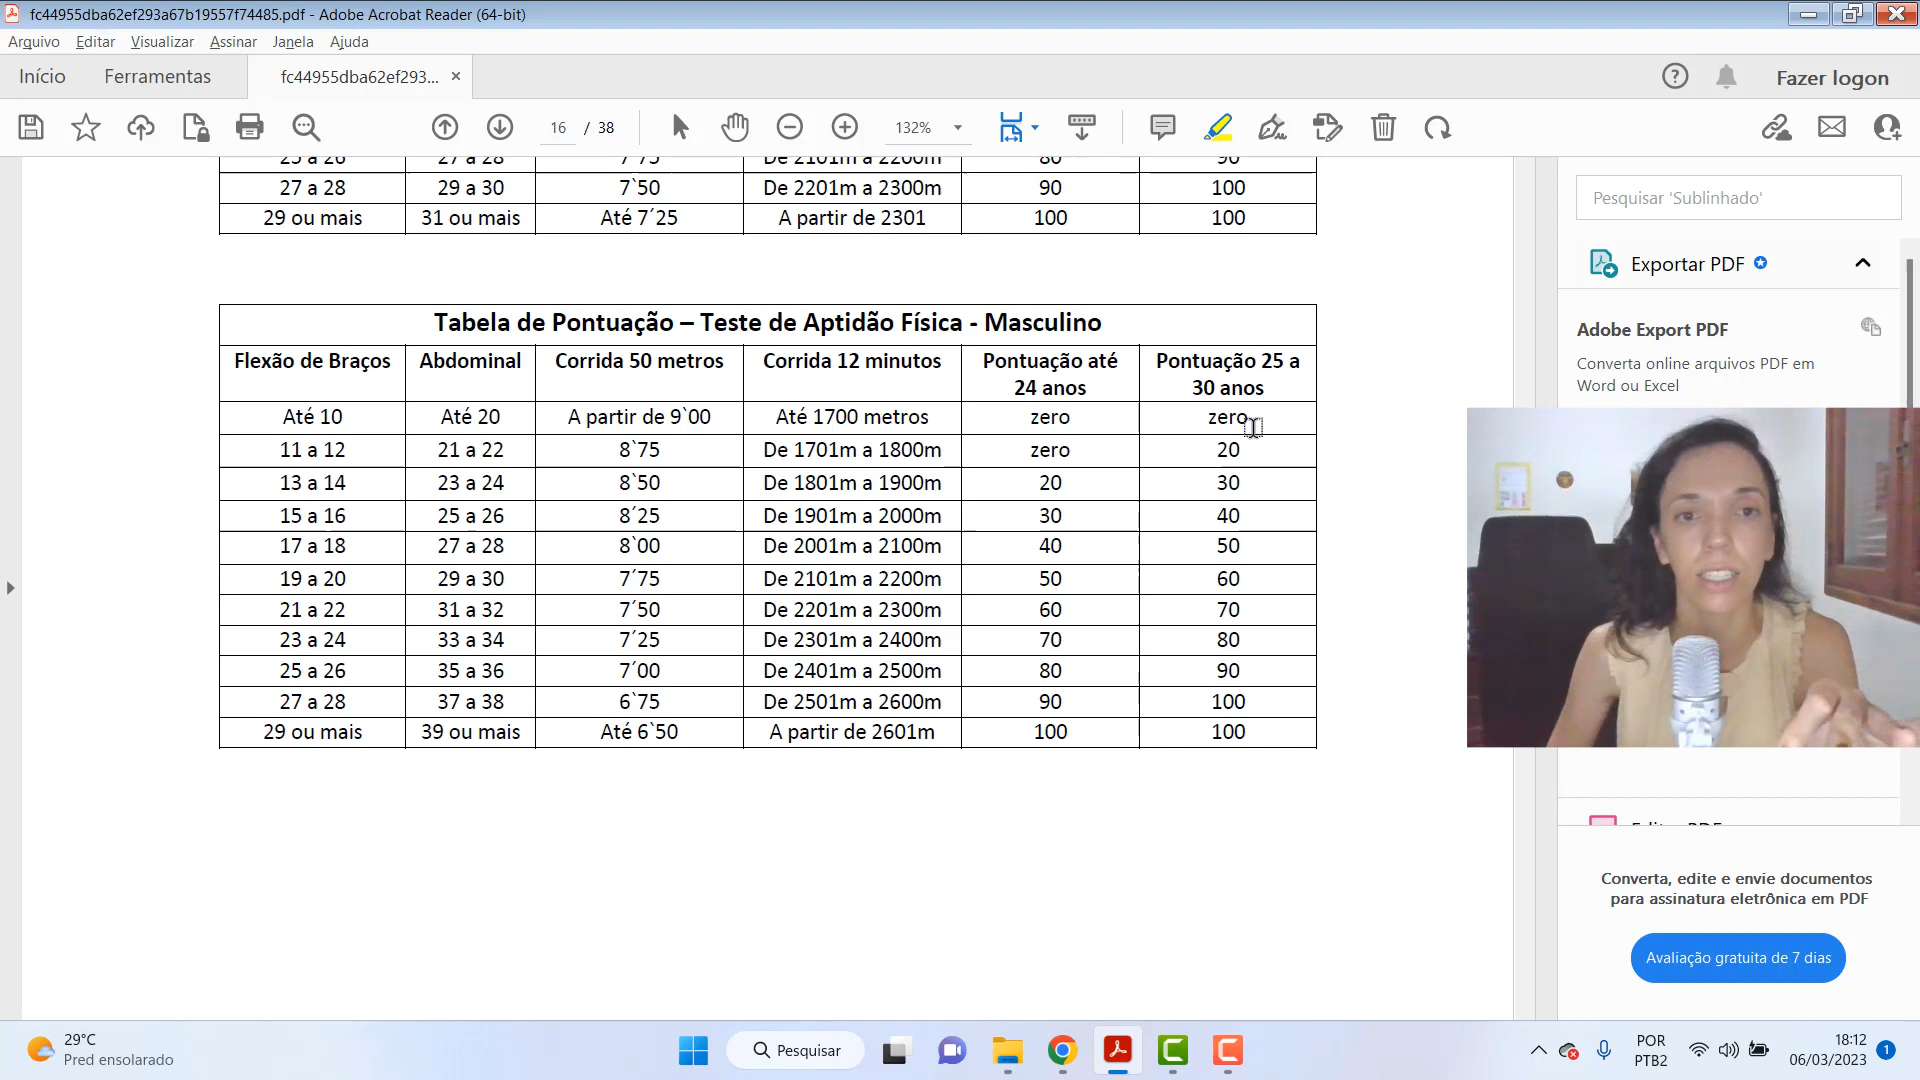 fc44955dba62ef293a67b19557f74485.pdf - Adobe Acrobat Reader (64-bit)
Arquivo Editar Visualizar Assinar Janela Ajuda
Início Ferramentas fc44955dba62ef293... × Fazer logon
16 / 38 132%
25 a 26 27 a 28 7`75 De 2101m a 2200m 80 90
27 a 28 29 a 30 7`50 De 2201m a 2300m 90 100
29 ou mais 31 ou mais Até 7´25 A partir de 2301 100 100
Tabela de Pontuação – Teste de Aptidão Física - Masculino
Flexão de Braços Abdominal Corrida 50 metros Corrida 12 minutos Pontuação até 24 anos Pontuação 25 a 30 anos
Até 10 Até 20 A partir de 9`00 Até 1700 metros zero zero
11 a 12 21 a 22 8`75 De 1701m a 1800m zero 20
13 a 14 23 a 24 8`50 De 1801m a 1900m 20 30
15 a 16 25 a 26 8´25 De 1901m a 2000m 30 40
17 a 18 27 a 28 8`00 De 2001m a 2100m 40 50
19 a 20 29 a 30 7´75 De 2101m a 2200m 50 60
21 a 22 31 a 32 7´50 De 2201m a 2300m 60 70
23 a 24 33 a 34 7´25 De 2301m a 2400m 70 80
25 a 26 35 a 36 7´00 De 2401m a 2500m 80 90
27 a 28 37 a 38 6`75 De 2501m a 2600m 90 100
29 ou mais 39 ou mais Até 6`50 A partir de 2601m 100 100
Pesquisar 'Sublinhado'
Exportar PDF
Adobe Export PDF
Converta online arquivos PDF em
Word ou Excel
Converta, edite e envie documentos
para assinatura eletrônica em PDF
Avaliação gratuita de 7 dias
29°C
Pred ensolarado
Pesquisar
POR
PTB2
18:12
06/03/2023
1